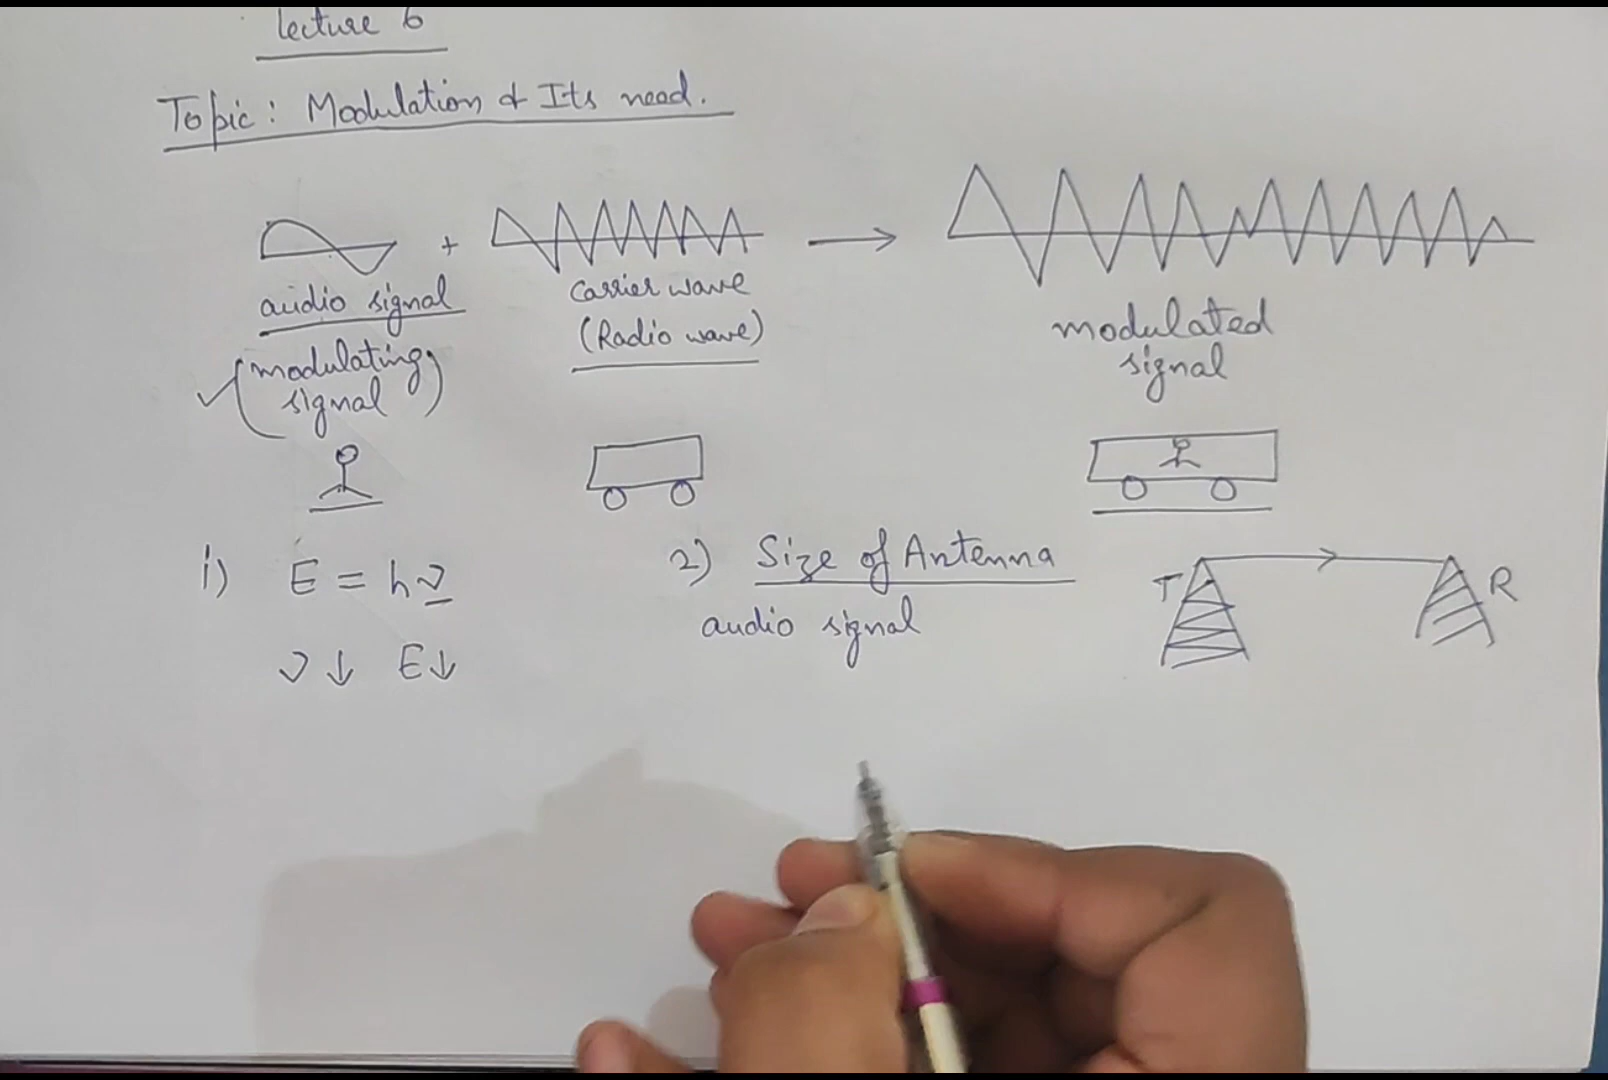 lecture 6
Topic: Modulation & Its need.
+
audio signal
(modulating signal)
carrier wave
(Radio wave)
modulated
signal
i) E = hν
ν ↓ E↓
2) Size of Antenna
audio signal
T R